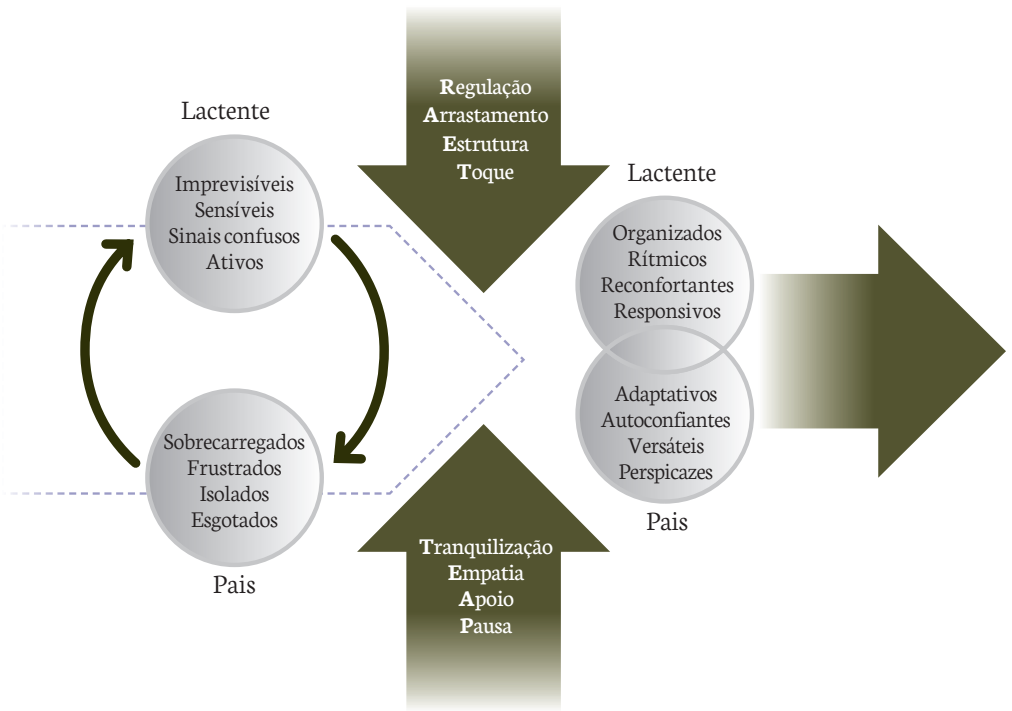 Lactente
Imprevisíveis
Sensíveis
Sinais confusos
Ativos
Sobrecarregados
Frustrados
Isolados
Esgotados
Pais
Regulação
Arrastamento
Estrutura
Toque
Tranquilização
Empatia
Apoio
Pausa
Lactente
Organizados
Rítmicos
Reconfortantes
Responsivos
Adaptativos
Autoconfiantes
Versáteis
Perspicazes
Pais